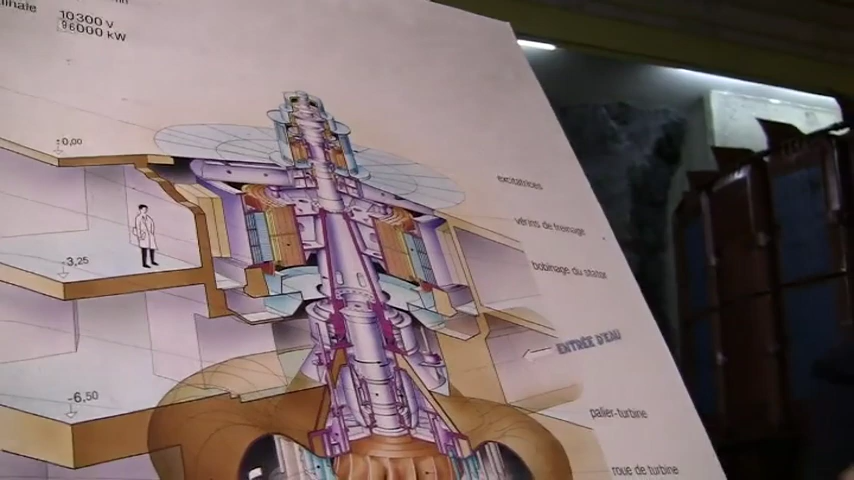 10300 V
96000 kW
±0,00
excitatrices
vérins de freinage
-3,25
bobinage du stator
ENTRÉE D'EAU
-6,50
palier-turbine
roue de turbine